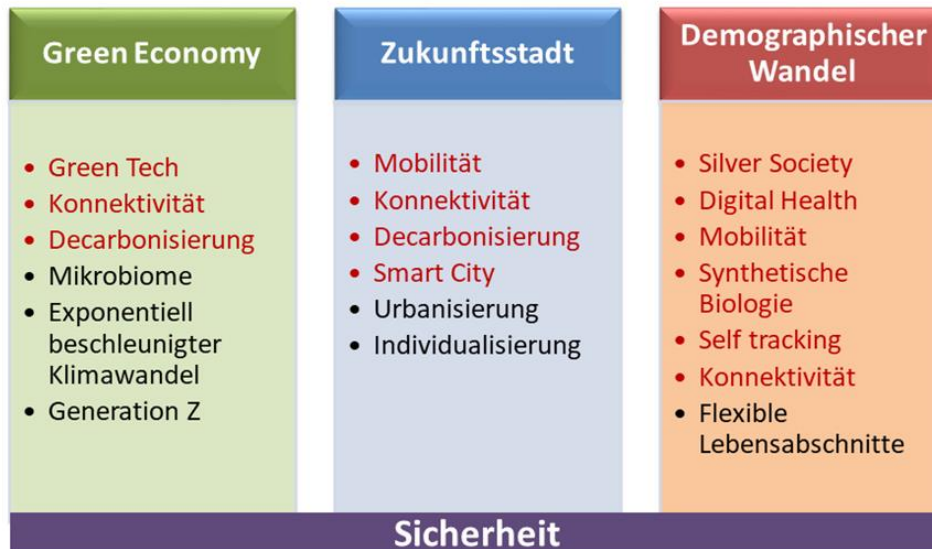 Green Economy
• Green Tech
• Konnektivität
• Decarbonisierung
• Mikrobiome
• Exponentiell
beschleunigter
Klimawandel
• Generation Z
Zukunftsstadt
• Mobilität
• Konnektivität
• Decarbonisierung
• Smart City
• Urbanisierung
• Individualisierung
Demographischer
Wandel
• Silver Society
• Digital Health
• Mobilität
• Synthetische
Biologie
• Self tracking
• Konnektivität
• Flexible
Lebensabschnitte
Sicherheit